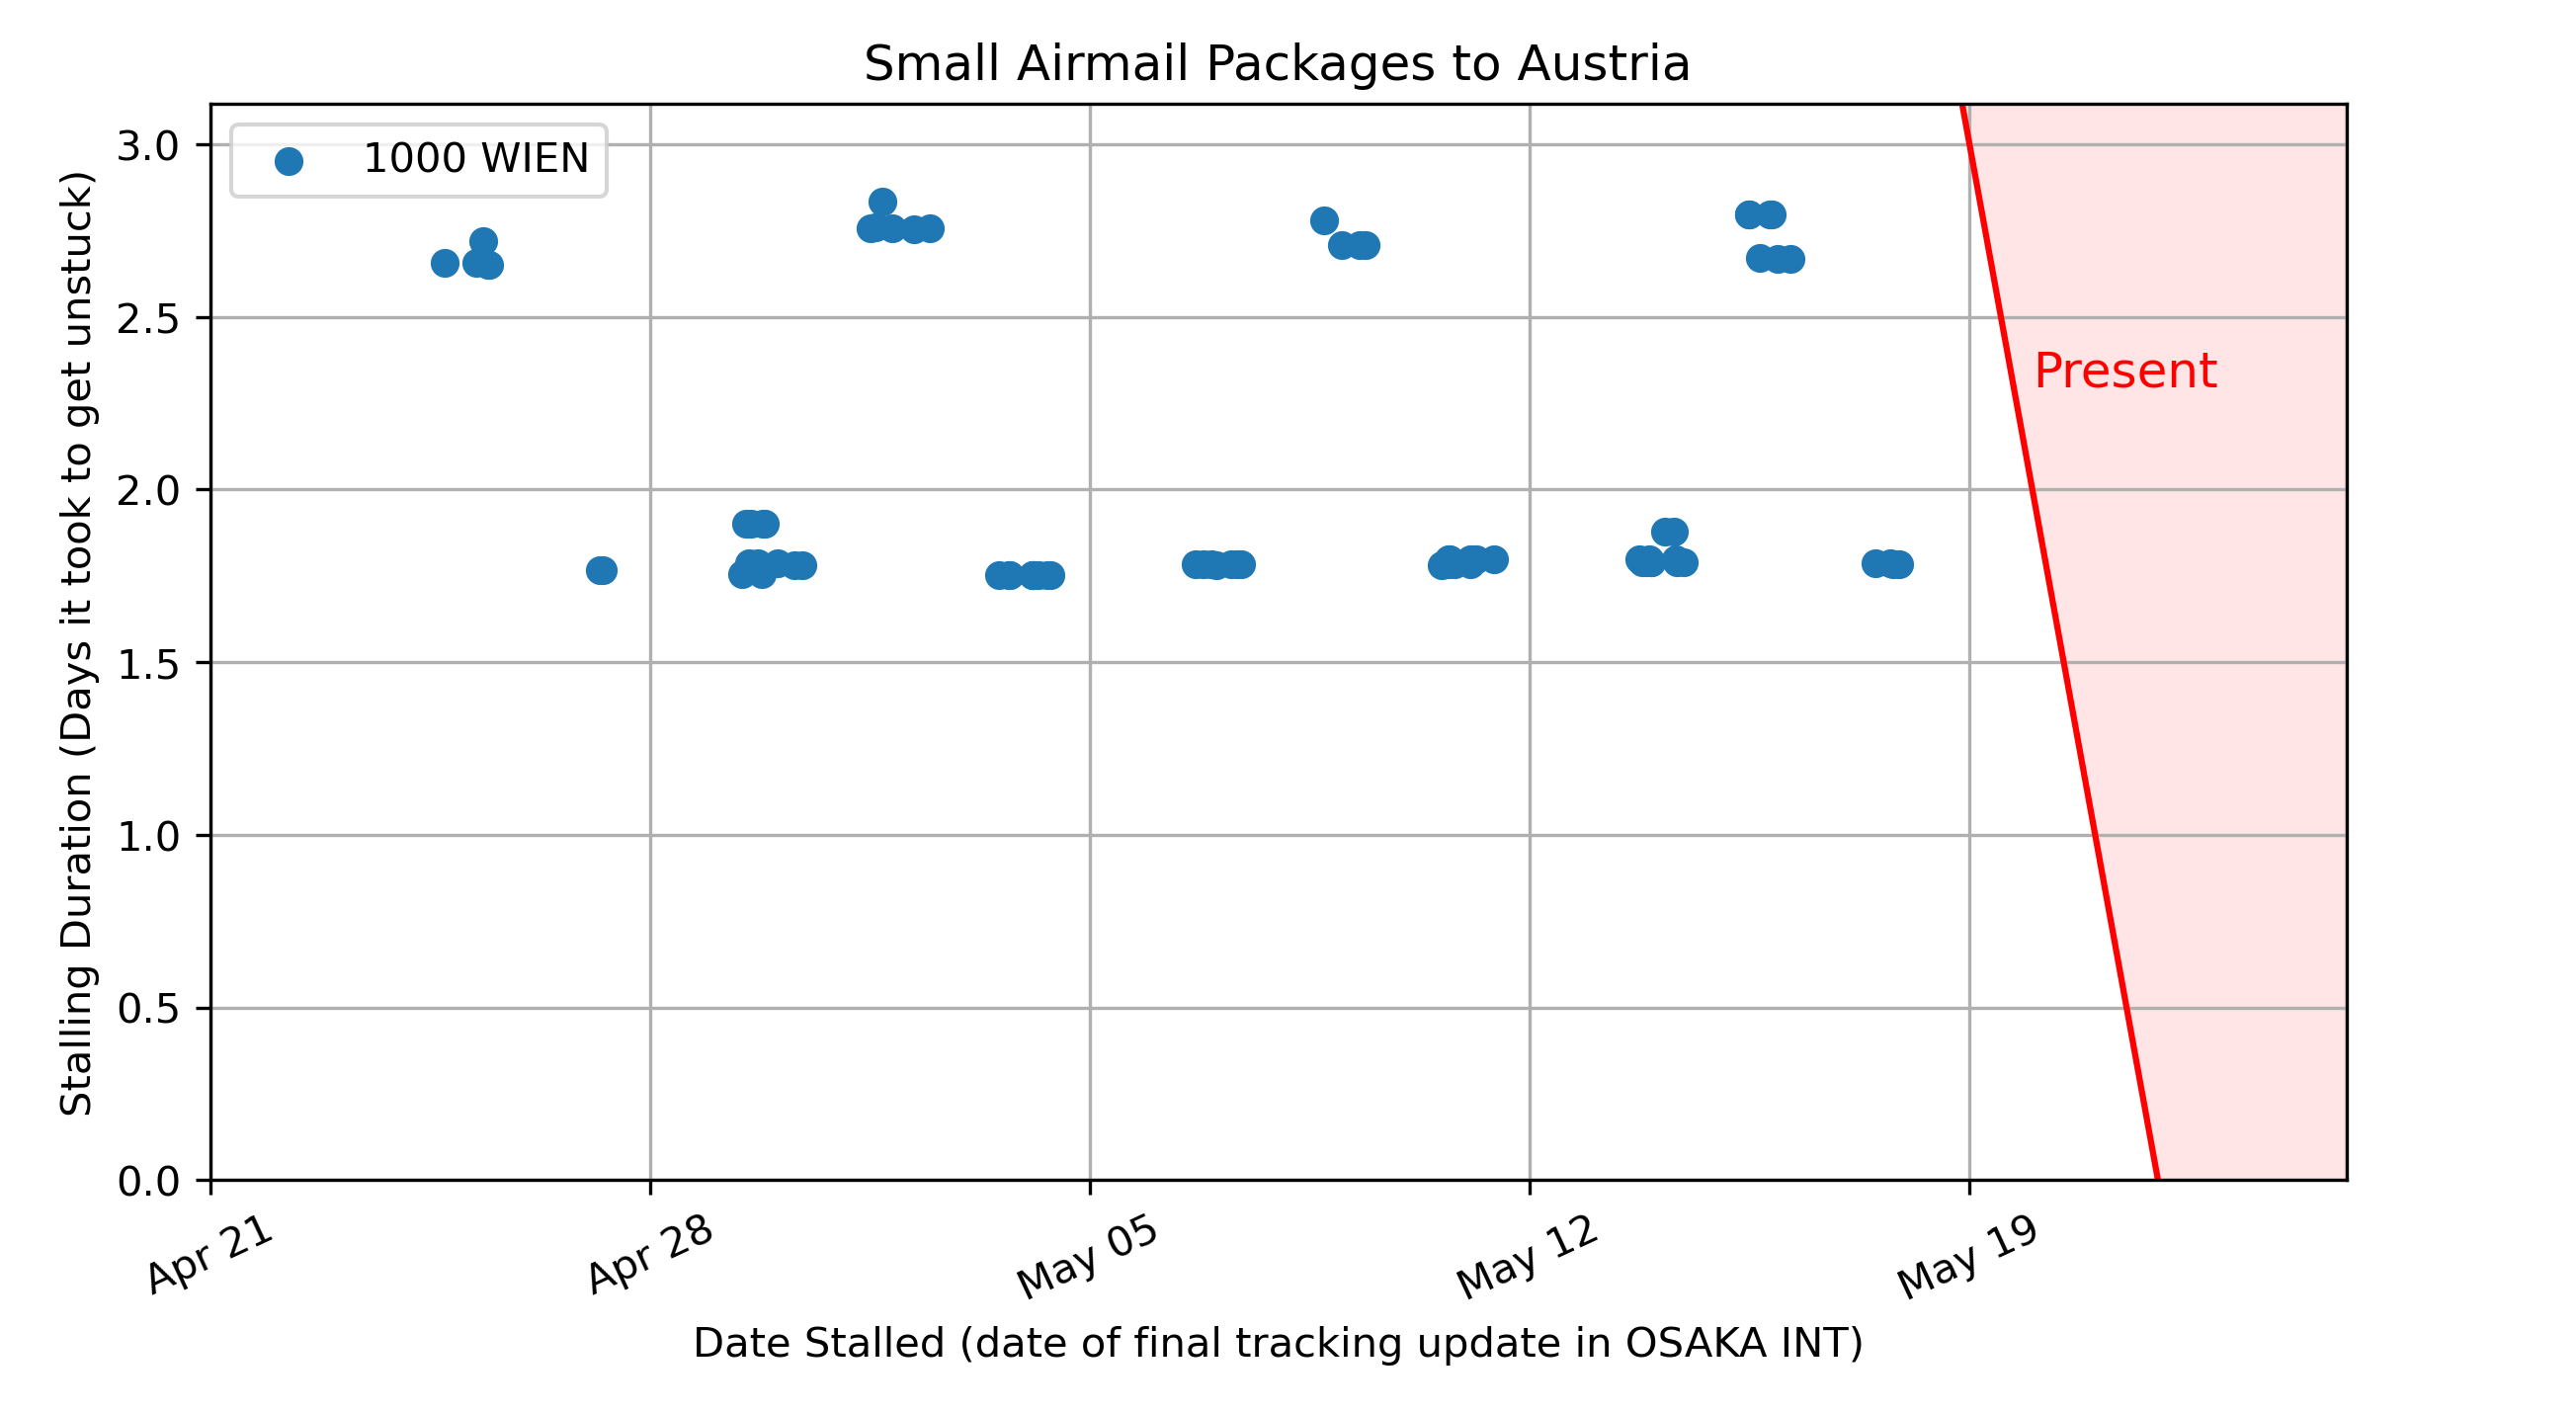 Small Airmail Packages to Austria
1000 WIEN
Present
Stalling Duration (Days it took to get unstuck)
3.0
2.5
2.0
1.5
1.0
0.5
0.0
Apr 21
Apr 28
May 05
May 12
May 19
Date Stalled (date of final tracking update in OSAKA INT)